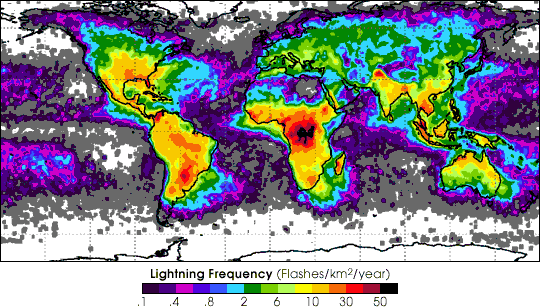 Lightning Frequency (Flashes/km²/year)
.1 .4 .8 2 6 10 30 50